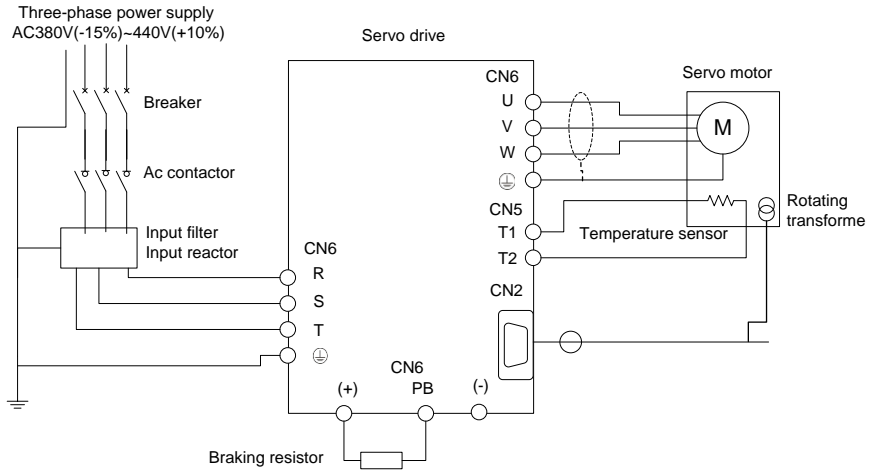 Three-phase power supply
AC380V(-15%)~440V(+10%)
Servo drive
Breaker
Ac contactor
Input filter
Input reactor
CN6
R
S
T
CN6
U
V
W
CN5
T1
T2
CN2
Servo motor
M
Temperature sensor
Rotating
transforme
CN6
(+)
PB
(-)
Braking resistor